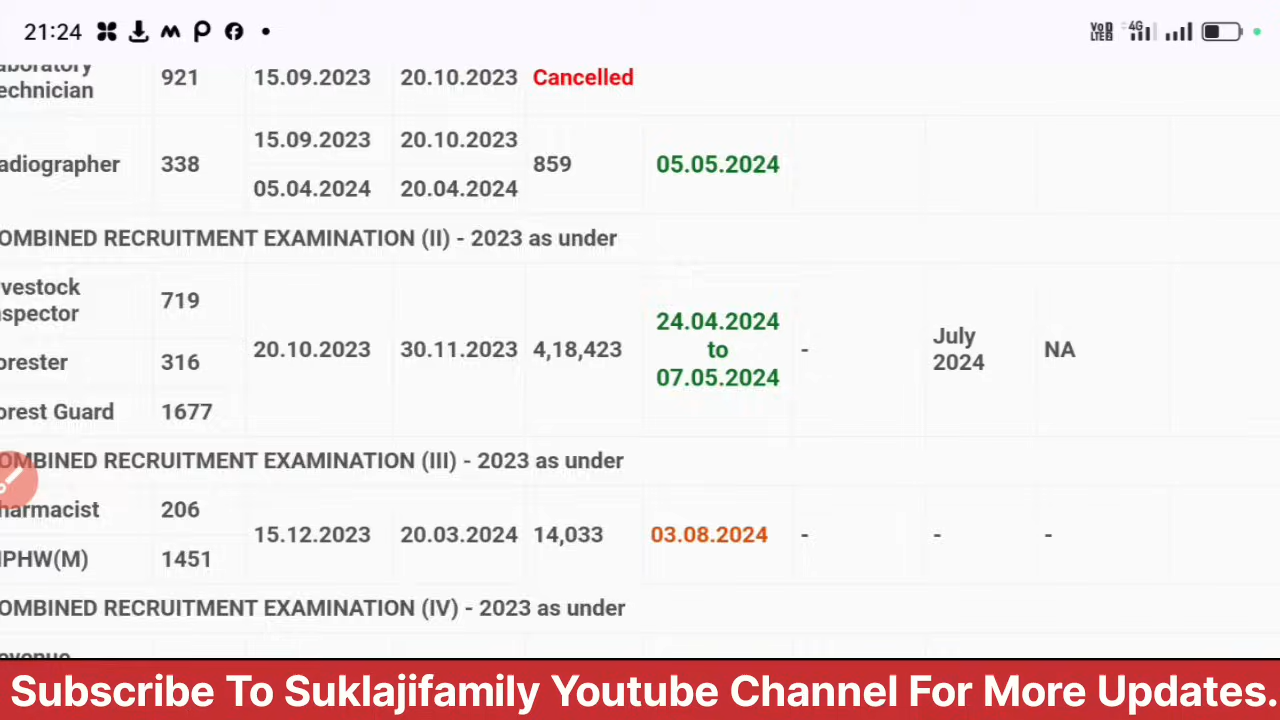 21:24
VoD LTE2 4G
921 15.09.2023 20.10.2023 Cancelled
echnician
15.09.2023 20.10.2023
adiographer 338 859 05.05.2024
05.04.2024 20.04.2024
OMBINED RECRUITMENT EXAMINATION (II) - 2023 as under
vestock
719
spector
24.04.2024
July
20.10.2023 30.11.2023 4,18,423 to - NA
2024
orester 316
07.05.2024
orest Guard 1677
OMBINED RECRUITMENT EXAMINATION (III) - 2023 as under
harmacist 206
15.12.2023 20.03.2024 14,033 03.08.2024 - - -
PHW(M) 1451
OMBINED RECRUITMENT EXAMINATION (IV) - 2023 as under
Subscribe To Suklajifamily Youtube Channel For More Updates.